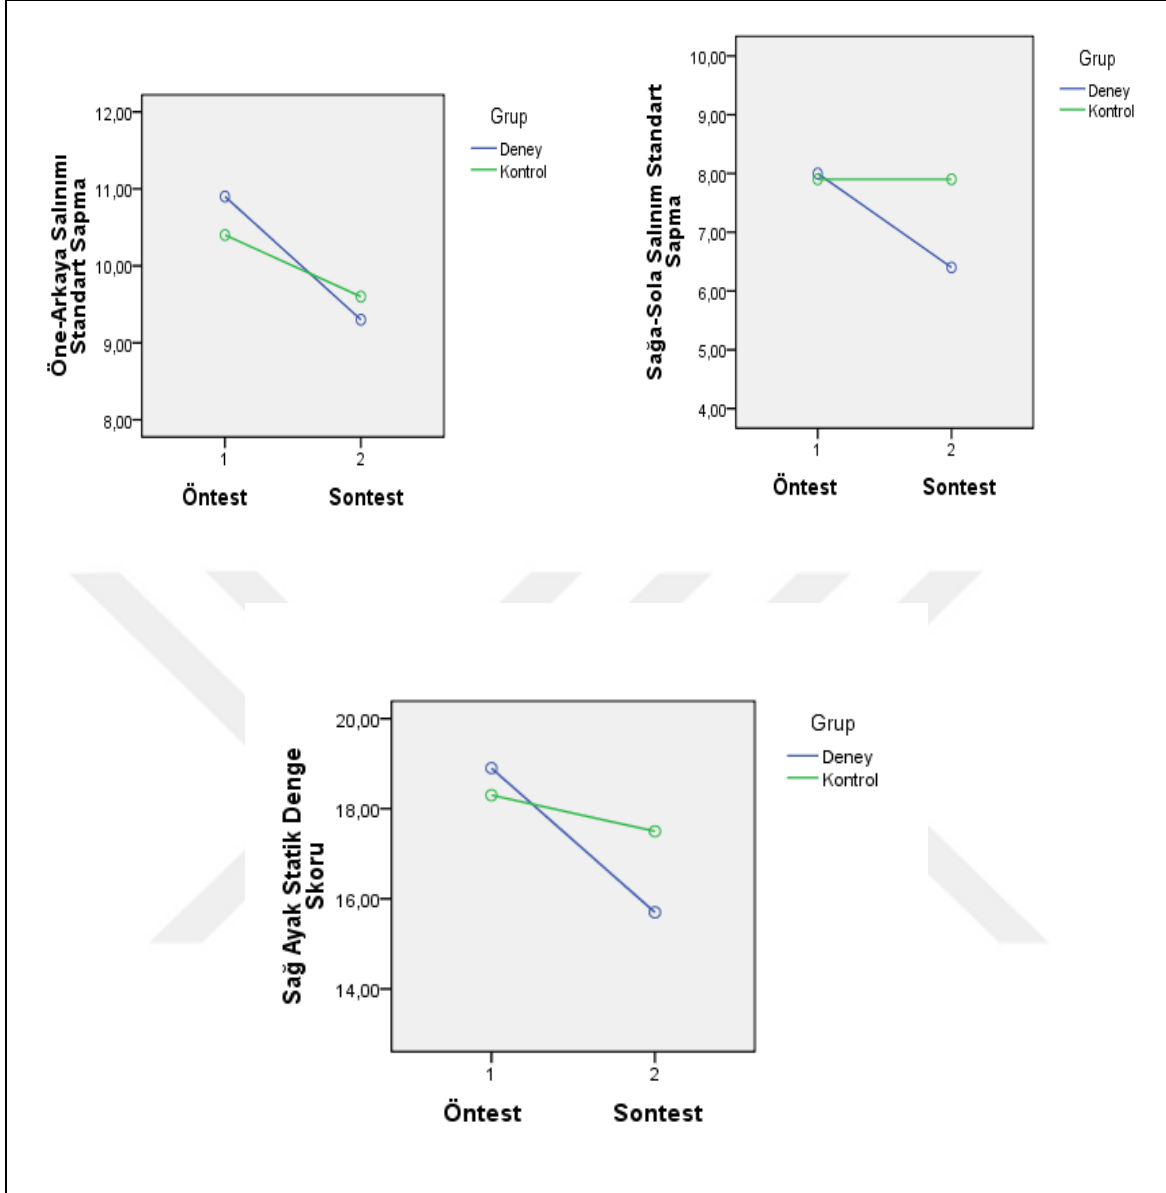 Öne-Arkaya Salınımı
Standart Sapma
12,00
11,00
10,00
9,00
8,00
1
2
Öntest
Sontest
Grup
Deney
Kontrol
Sağa-Sola Salınım Standart
Sapma
10,00
9,00
8,00
7,00
6,00
5,00
4,00
1
2
Öntest
Sontest
Grup
Deney
Kontrol
Sağ Ayak Statik Denge
Skoru
20,00
18,00
16,00
14,00
1
2
Öntest
Sontest
Grup
Deney
Kontrol